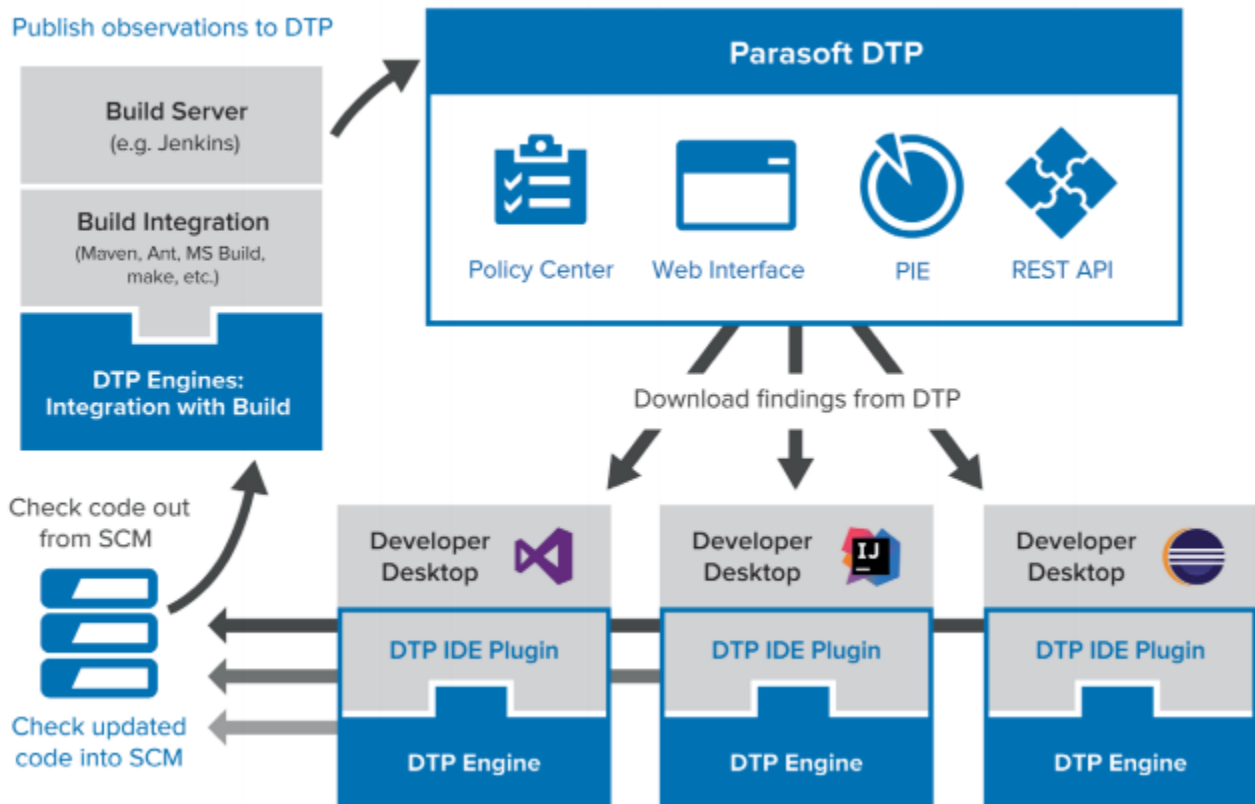 Publish observations to DTP
Build Server
(e.g. Jenkins)
Build Integration
(Maven, Ant, MS Build,
make, etc.)
DTP Engines:
Integration with Build
Parasoft DTP
Policy Center
Web Interface
PIE
REST API
Download findings from DTP
Check code out
from SCM
Check updated
code into SCM
Developer
Desktop
DTP IDE Plugin
DTP Engine
Developer
Desktop
IJ
DTP IDE Plugin
DTP Engine
Developer
Desktop
DTP IDE Plugin
DTP Engine